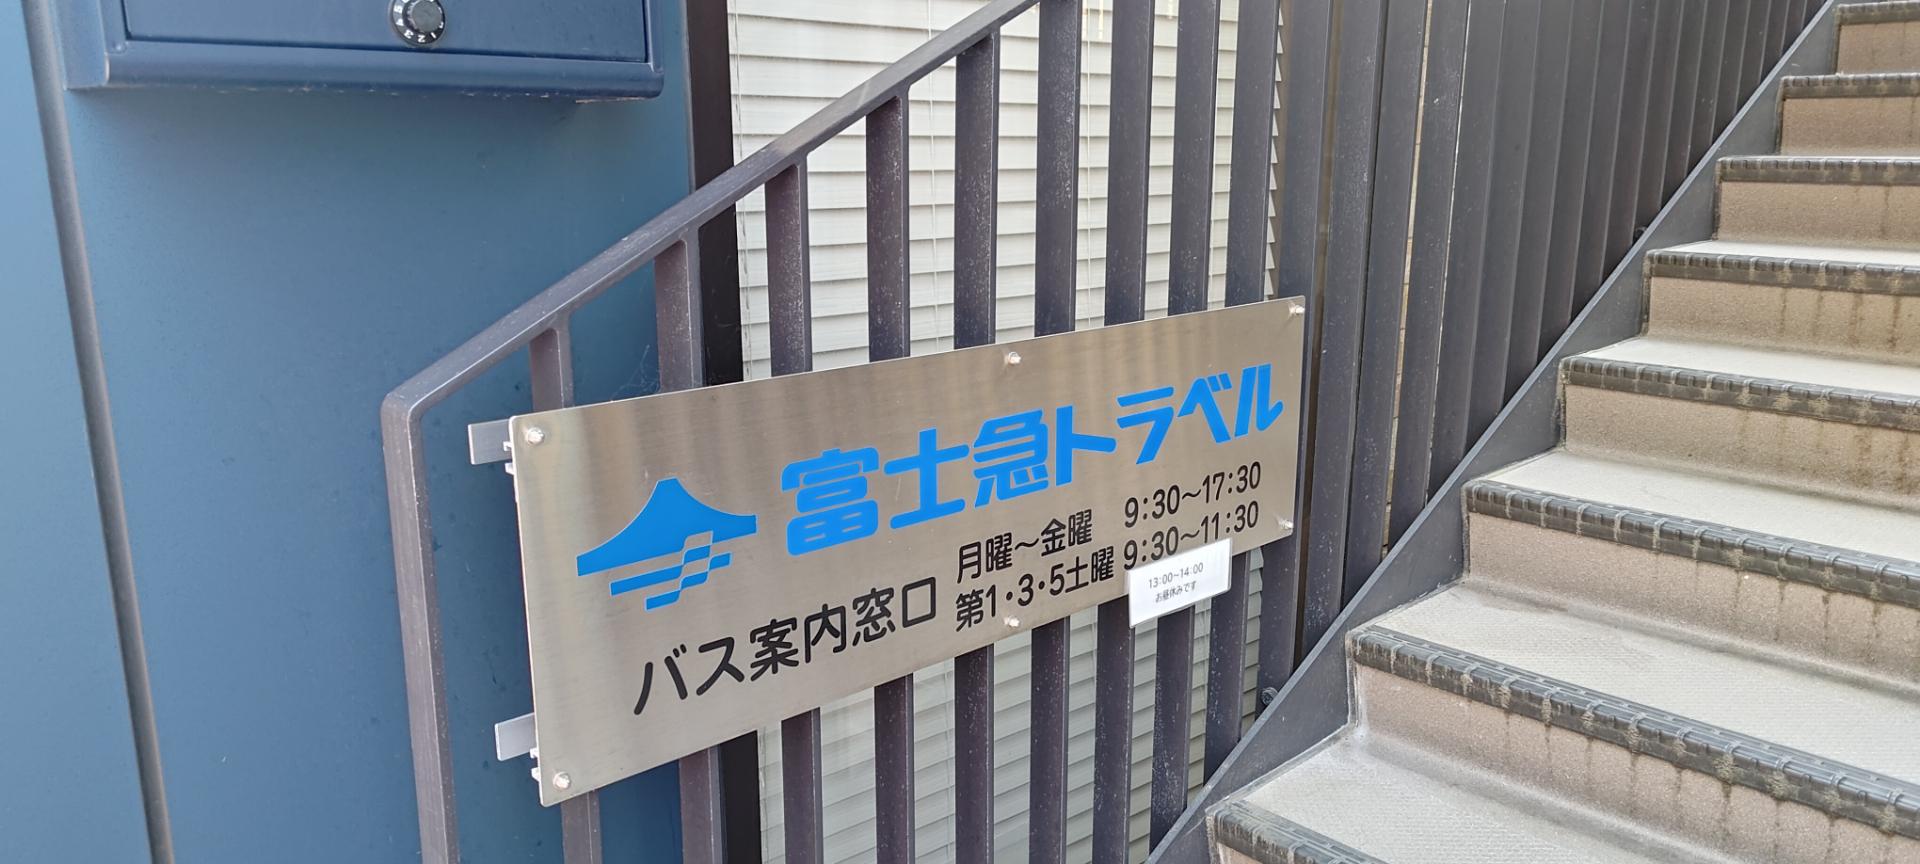 富士急トラベル
バス案内窓口
月曜～金曜 9:30～17:30
第1・3・5土曜 9:30～11:30
13:00~14:00
お昼休みです